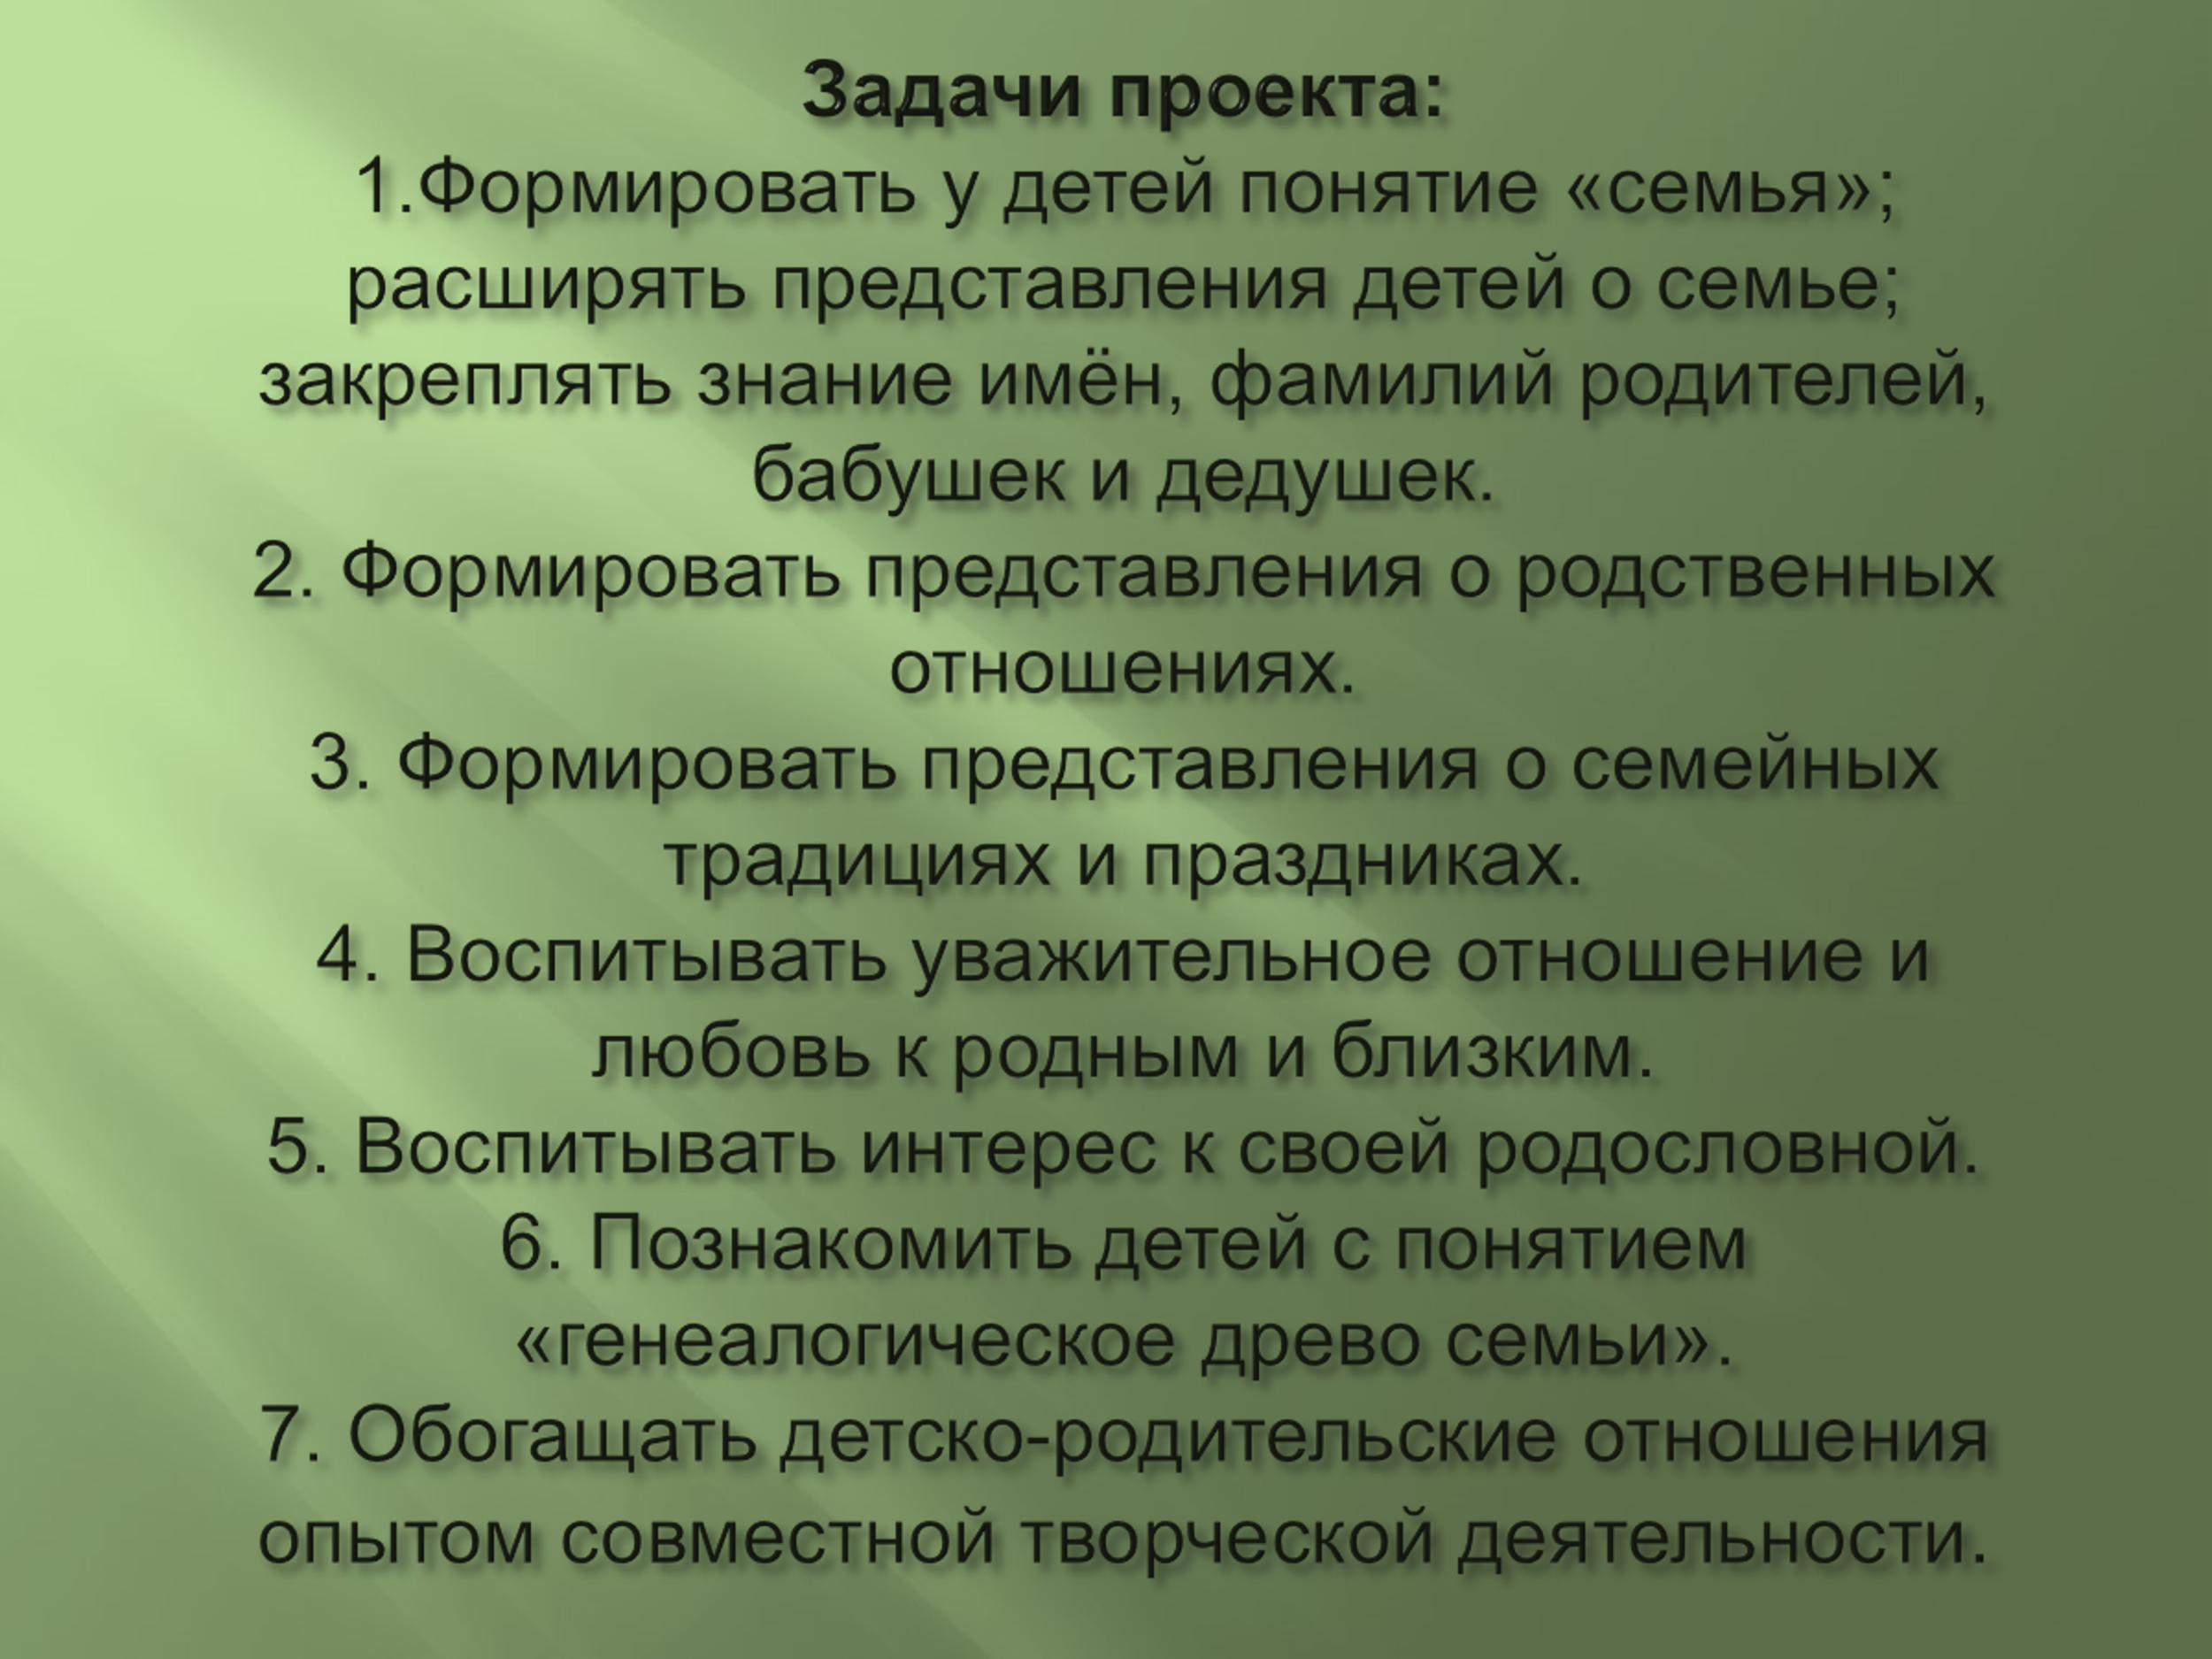 Задачи проекта:
1.Формировать у детей понятие «семья»;
расширять представления детей о семье;
закреплять знание имён, фамилий родителей,
бабушек и дедушек.
2. Формировать представления о родственных
отношениях.
3. Формировать представления о семейных
традициях и праздниках.
4. Воспитывать уважительное отношение и
любовь к родным и близким.
5. Воспитывать интерес к своей родословной.
6. Познакомить детей с понятием
«генеалогическое древо семьи».
7. Обогащать детско-родительские отношения
опытом совместной творческой деятельности.